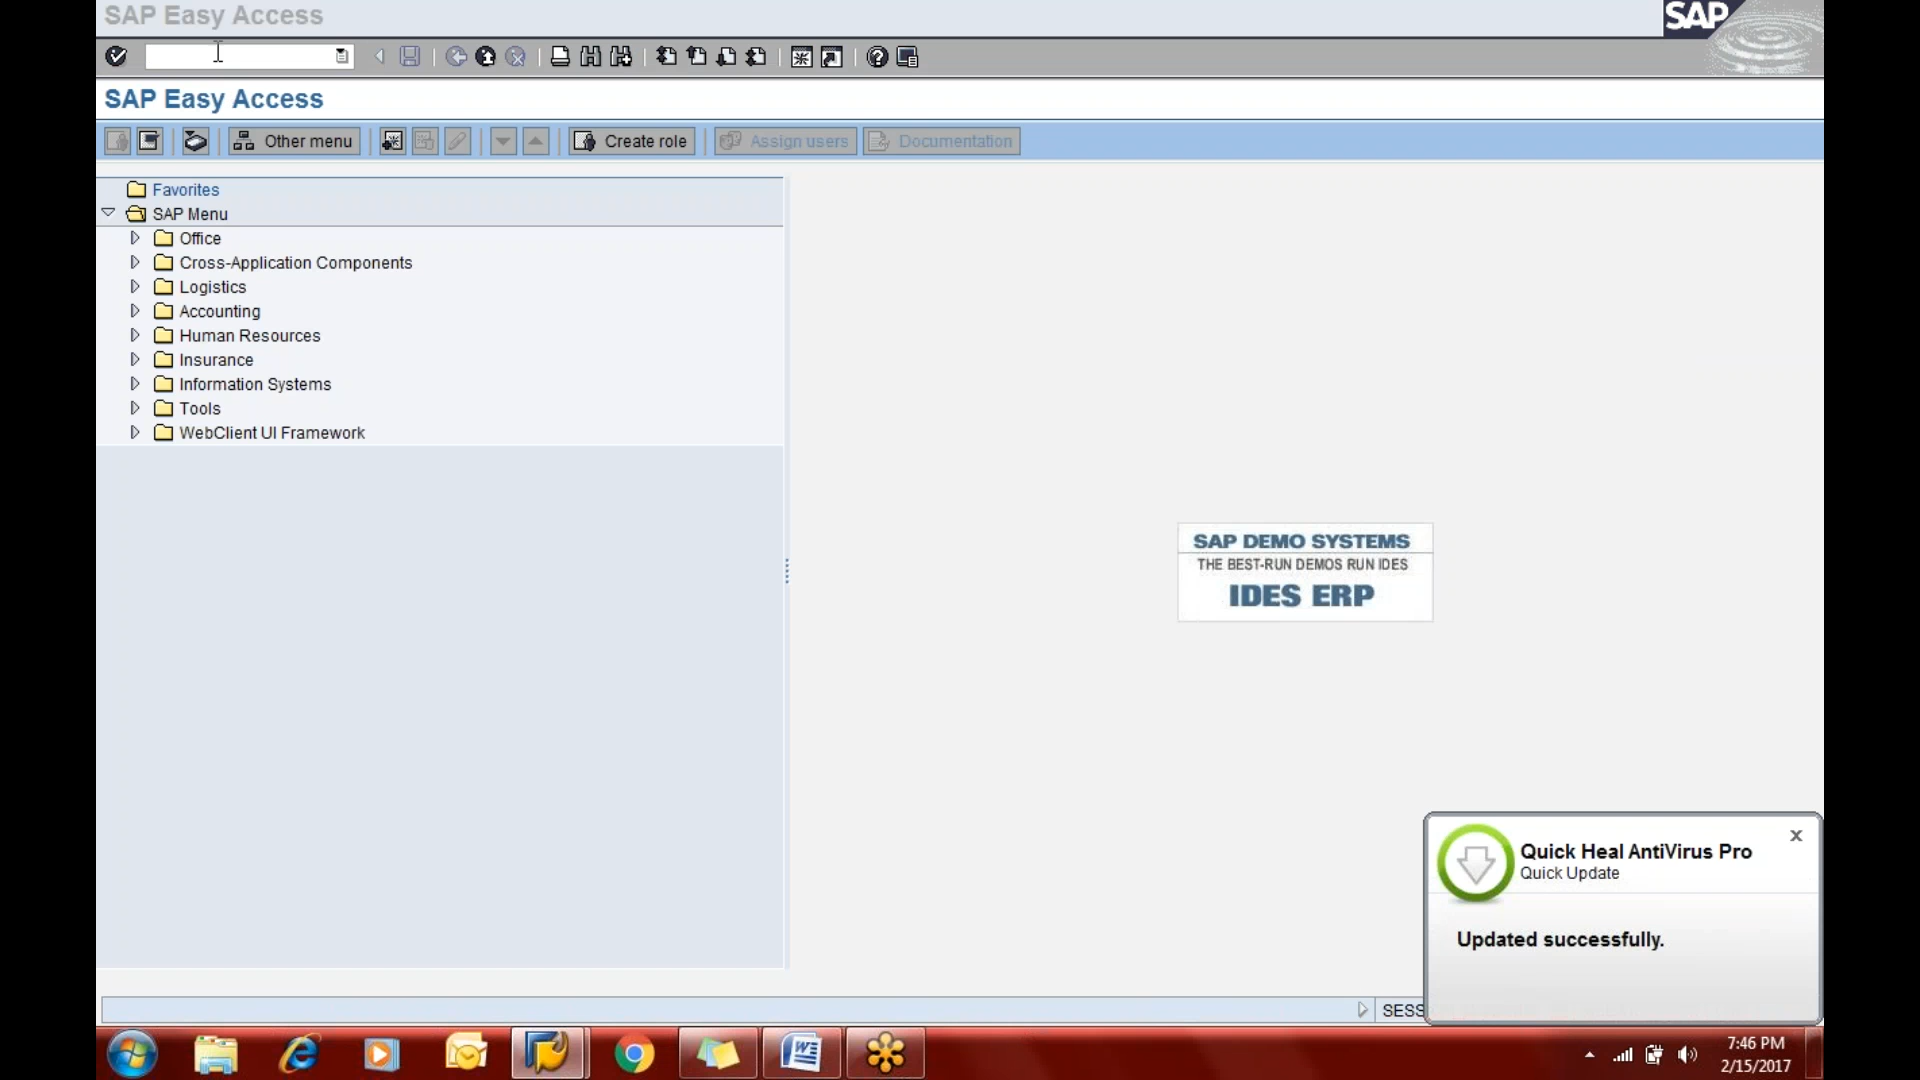 SAP Easy Access
SAP
SAP Easy Access
Other menu
Create role
Assign users
Documentation
Favorites
SAP Menu
Office
Cross-Application Components
Logistics
Accounting
Human Resources
Insurance
Information Systems
Tools
WebClient UI Framework
SAP DEMO SYSTEMS
THE BEST-RUN DEMOS RUN IDES
IDES ERP
Quick Heal AntiVirus Pro
Quick Update
Updated successfully.
SESS
7:46 PM
2/15/2017